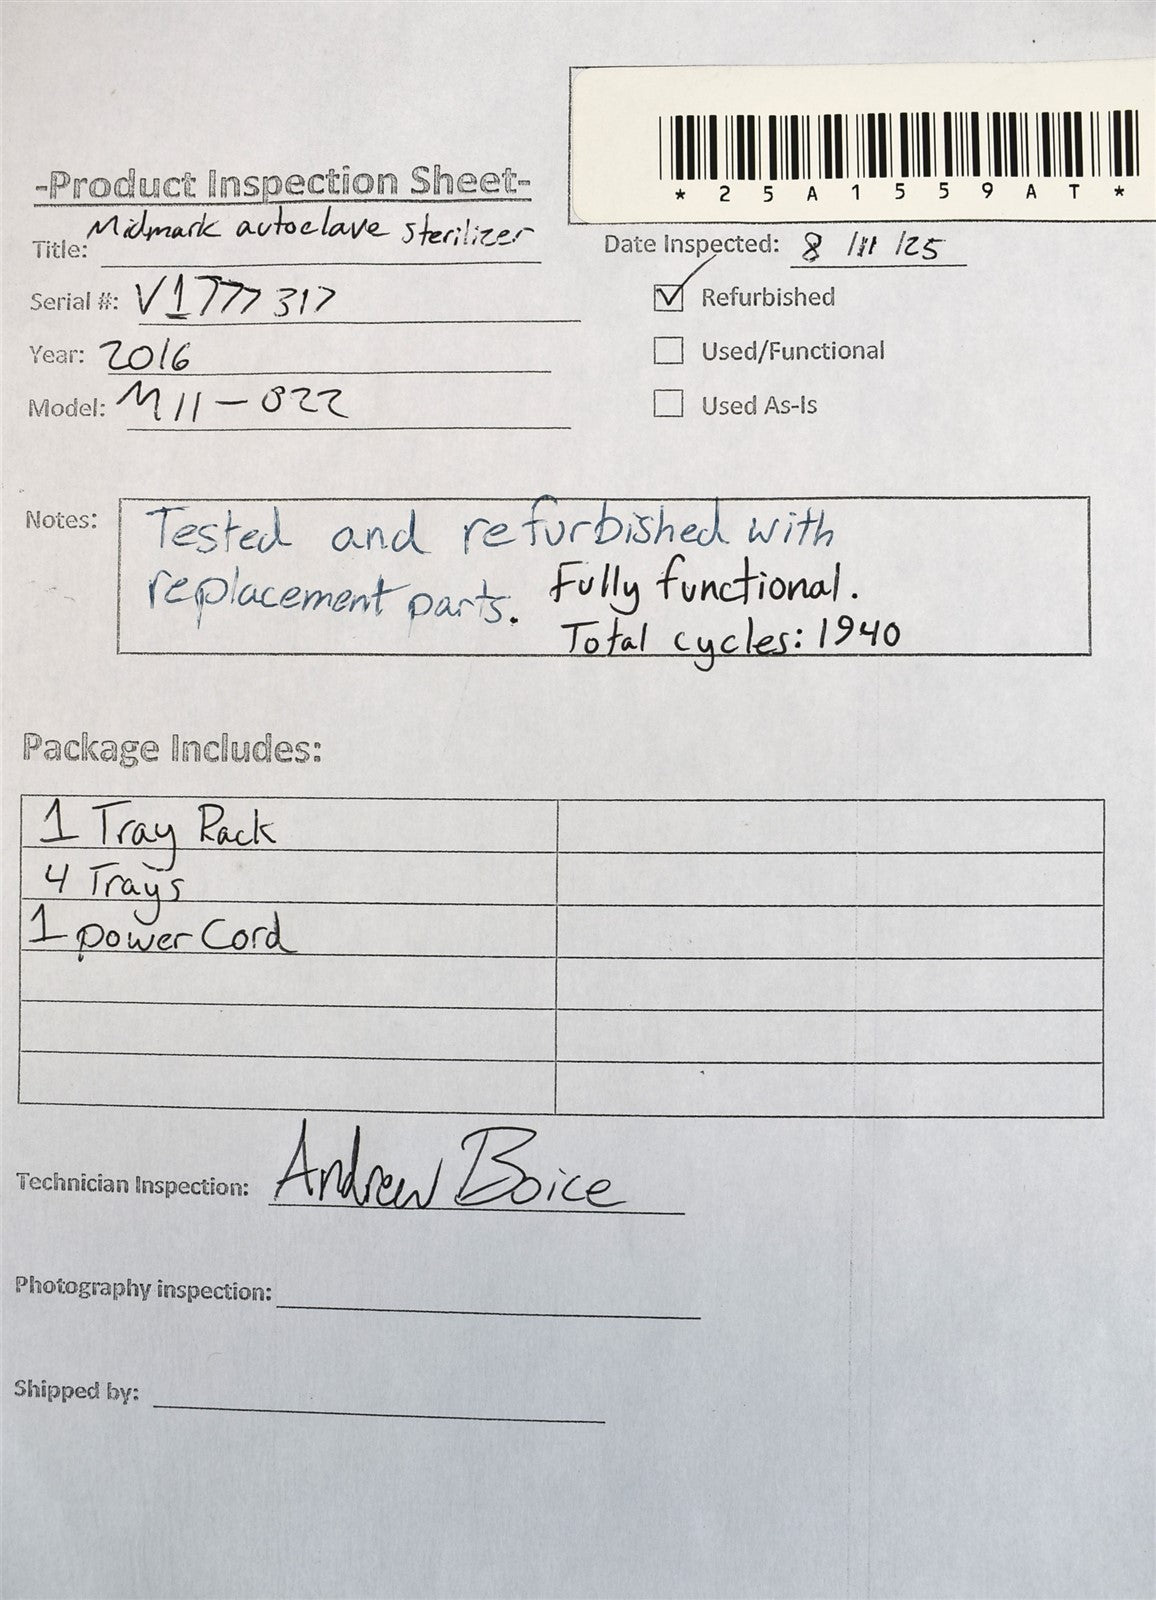 *25A1559AT*
-Product Inspection Sheet-
Title: Midmark autoclave sterilizer
Date Inspected: 8 /11 /25
Serial #: V1777317
Refurbished
Year: 2016
Used/Functional
Model: M11-022
Used As-Is
Notes: Tested and refurbished with
replacement parts. Fully functional.
Total cycles: 1940
Package Includes:
1 Tray Rack
4 Trays
1 power Cord
Technician Inspection: Andrew Boice
Photography inspection:
Shipped by: